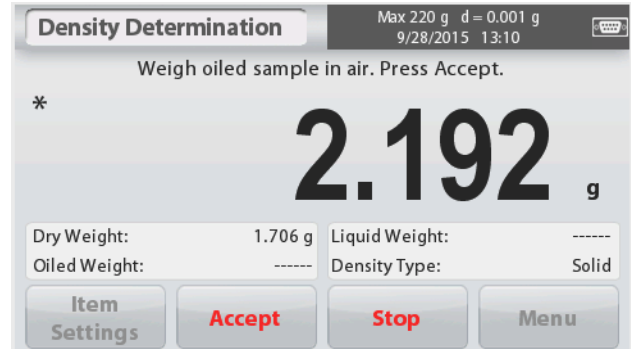 Density Determination
Max 220 g d = 0.001 g
9/28/2015 13:10
Weigh oiled sample in air. Press Accept.
*
2.192 g
Dry Weight: 1.706 g Liquid Weight: ------
Oiled Weight: ------ Density Type: Solid
Item Settings
Accept
Stop
Menu